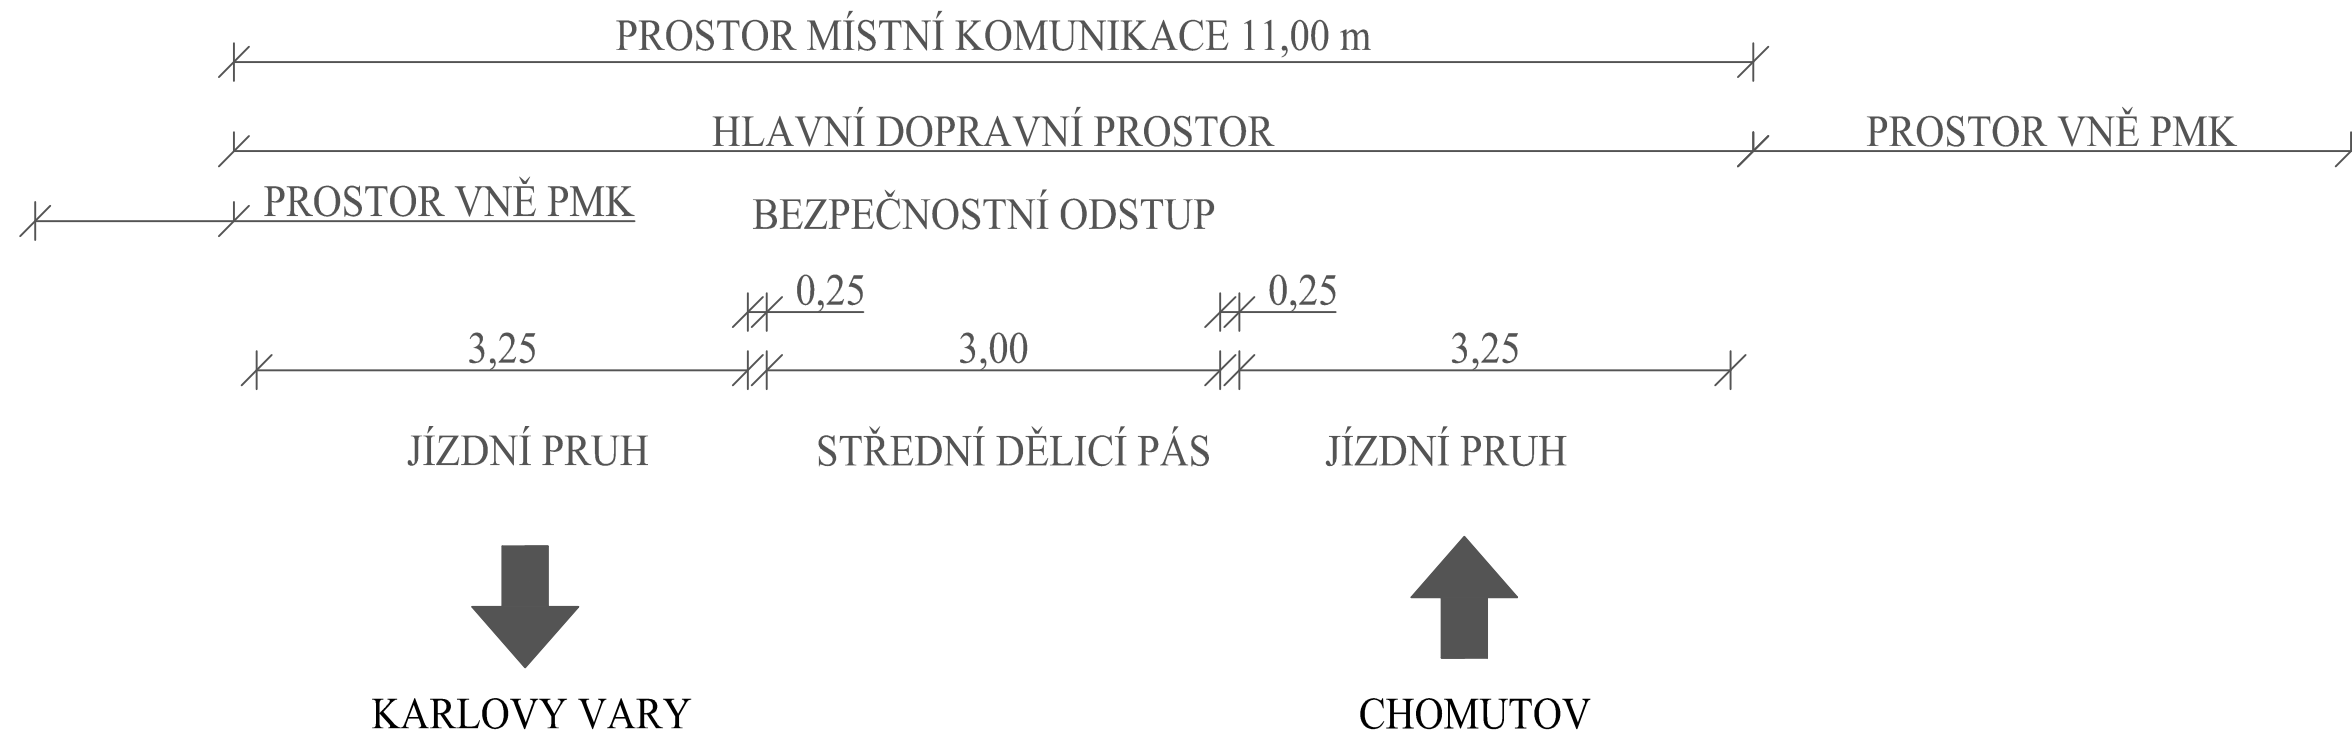 PROSTOR MÍSTNÍ KOMUNIKACE 11,00 m
HLAVNÍ DOPRAVNÍ PROSTOR
PROSTOR VNĚ PMK
PROSTOR VNĚ PMK
BEZPEČNOSTNÍ ODSTUP
0,25
0,25
3,25
3,00
3,25
JÍZDNÍ PRUH
STŘEDNÍ DĚLICÍ PÁS
JÍZDNÍ PRUH
KARLOVY VARY
CHOMUTOV